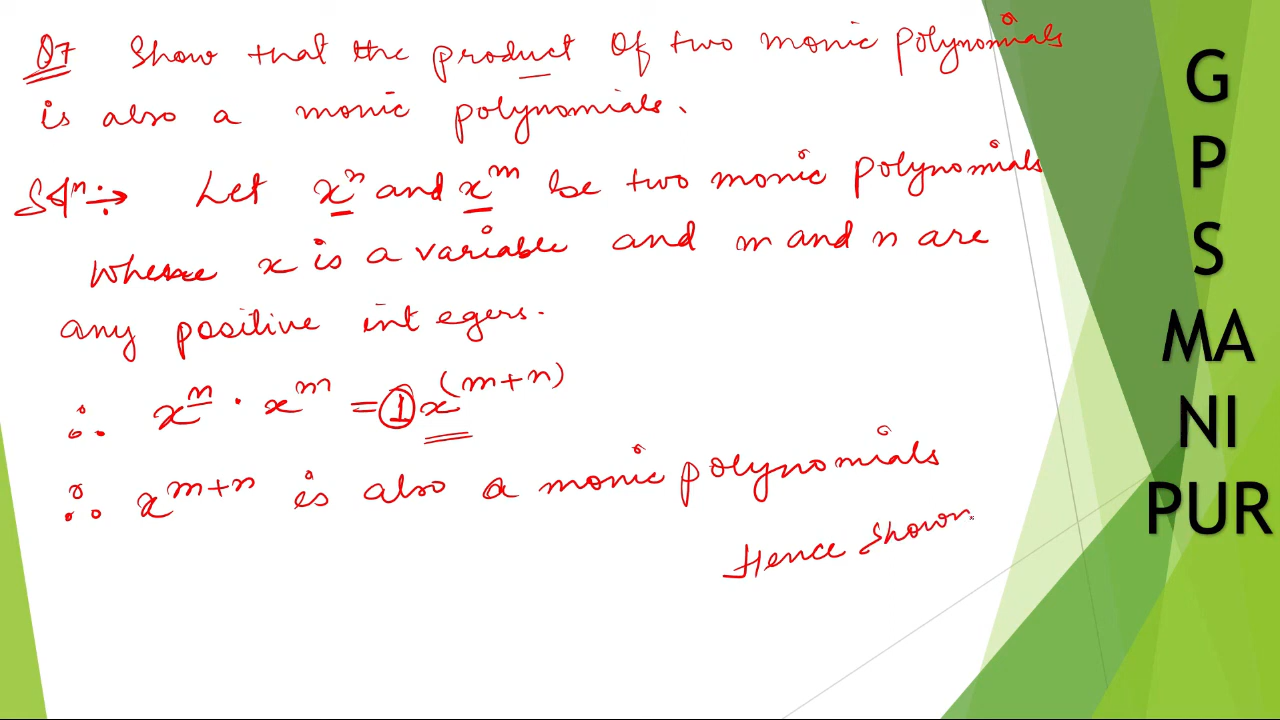 Q7 Show that the product Of two monic polynomials
is also a monic polynomials.
Solⁿ :→ Let xⁿ and xᵐ be two monic polynomials
Where x is a variable and m and n are
any positive integers.
∴ xⁿ · xᵐ = 1 x⁽ᵐ⁺ⁿ⁾
∴ xᵐ⁺ⁿ is also a monic polynomials
Hence Shown
G
P
S
MA
NI
PUR